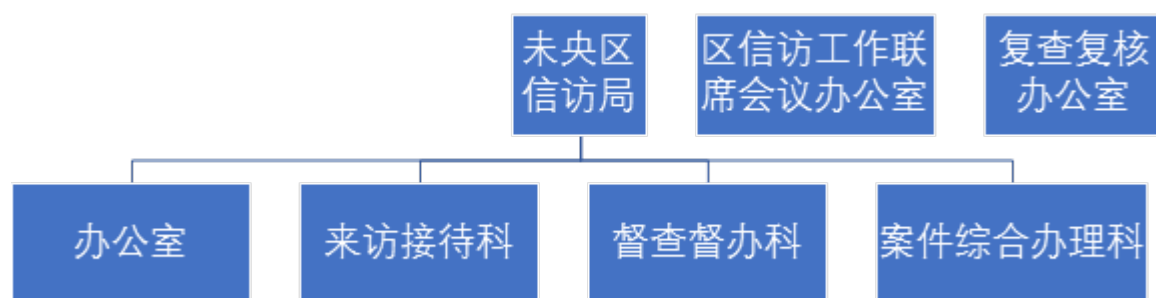 未央区
信访局
区信访工作联
席会议办公室
复查复核
办公室
办公室
来访接待科
督查督办科
案件综合办理科